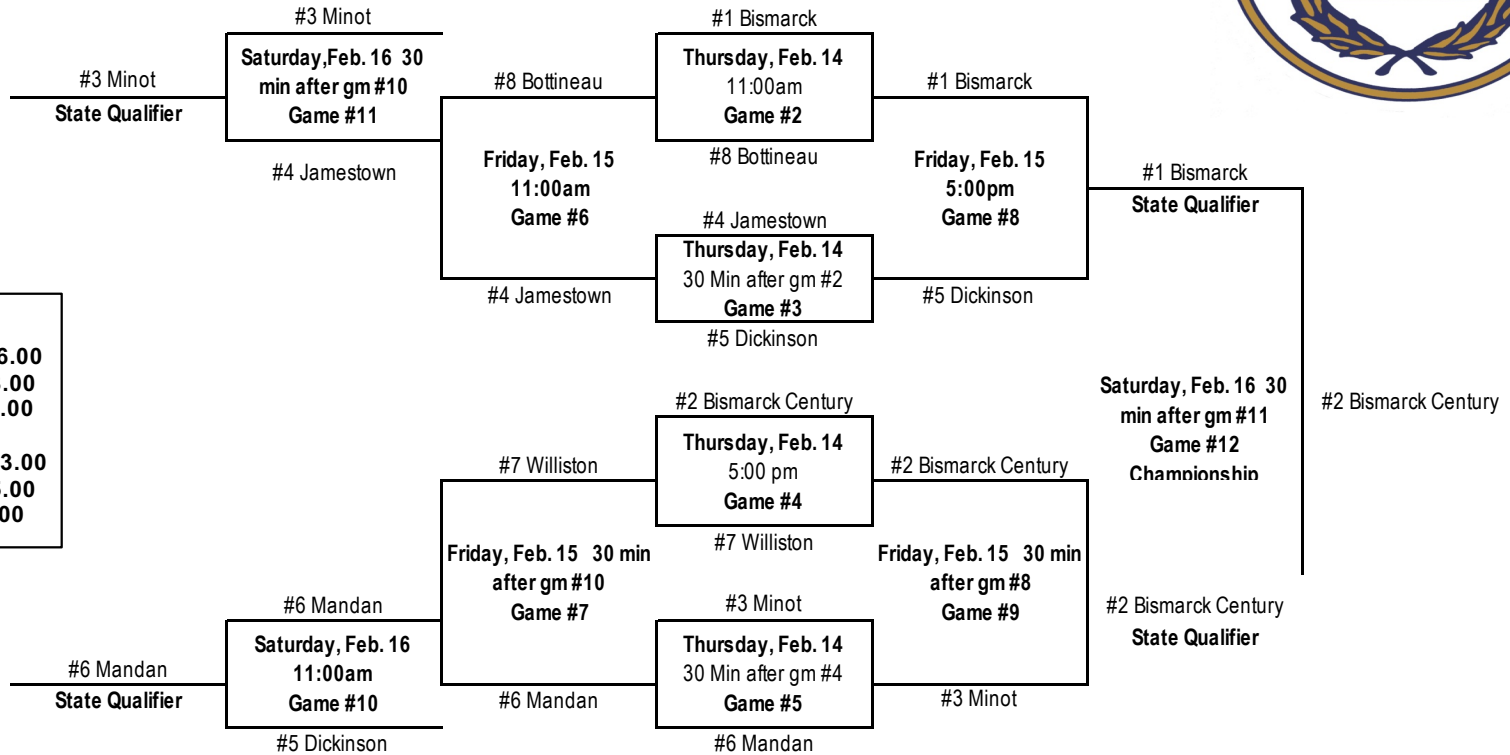 #3 Minot
#1 Bismarck
Saturday,Feb. 16 30
min after gm #10
Game #11
Thursday, Feb. 14
11:00am
Game #2
#3 Minot
State Qualifier
#8 Bottineau
#1 Bismarck
#4 Jamestown
#8 Bottineau
Friday, Feb. 15
11:00am
Game #6
Friday, Feb. 15
5:00pm
Game #8
#1 Bismarck
State Qualifier
#4 Jamestown
Thursday, Feb. 14
30 Min after gm #2
Game #3
#4 Jamestown
#5 Dickinson
#5 Dickinson
6.00
.00
.00
3.00
.00
00
#2 Bismarck Century
Saturday, Feb. 16 30
min after gm #11
Game #12
Championship
#2 Bismarck Century
Thursday, Feb. 14
5:00 pm
Game #4
#7 Williston
#2 Bismarck Century
#7 Williston
Friday, Feb. 15 30 min
after gm #10
Game #7
Friday, Feb. 15 30 min
after gm #8
Game #9
#6 Mandan
#3 Minot
#2 Bismarck Century
State Qualifier
Saturday, Feb. 16
11:00am
Game #10
Thursday, Feb. 14
30 Min after gm #4
Game #5
#6 Mandan
State Qualifier
#6 Mandan
#3 Minot
#5 Dickinson
#6 Mandan